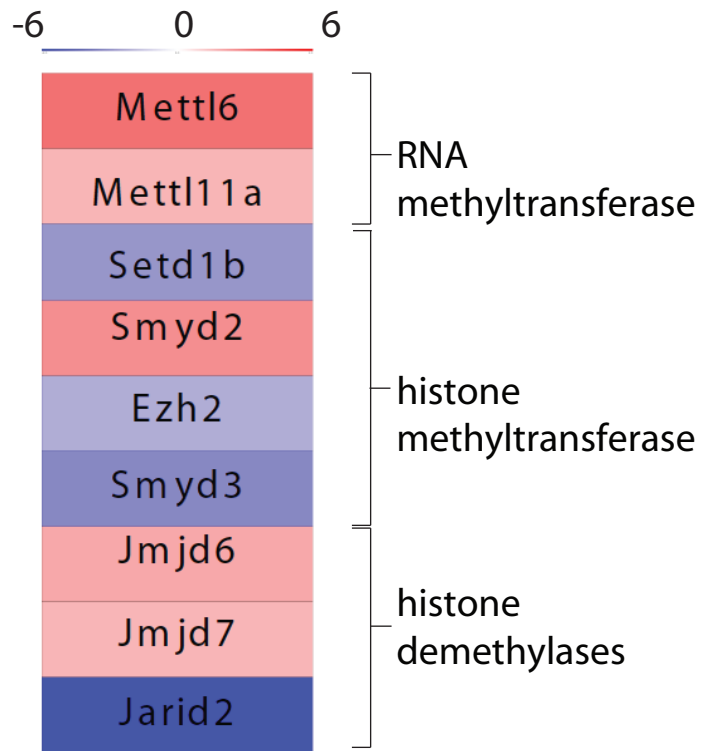 -6 0 6
Mettl6
Mettl11a
RNA
methyltransferase
Setd1b
Smyd2
Ezh2
Smyd3
histone
methyltransferase
Jmjd6
Jmjd7
Jarid2
histone
demethylases